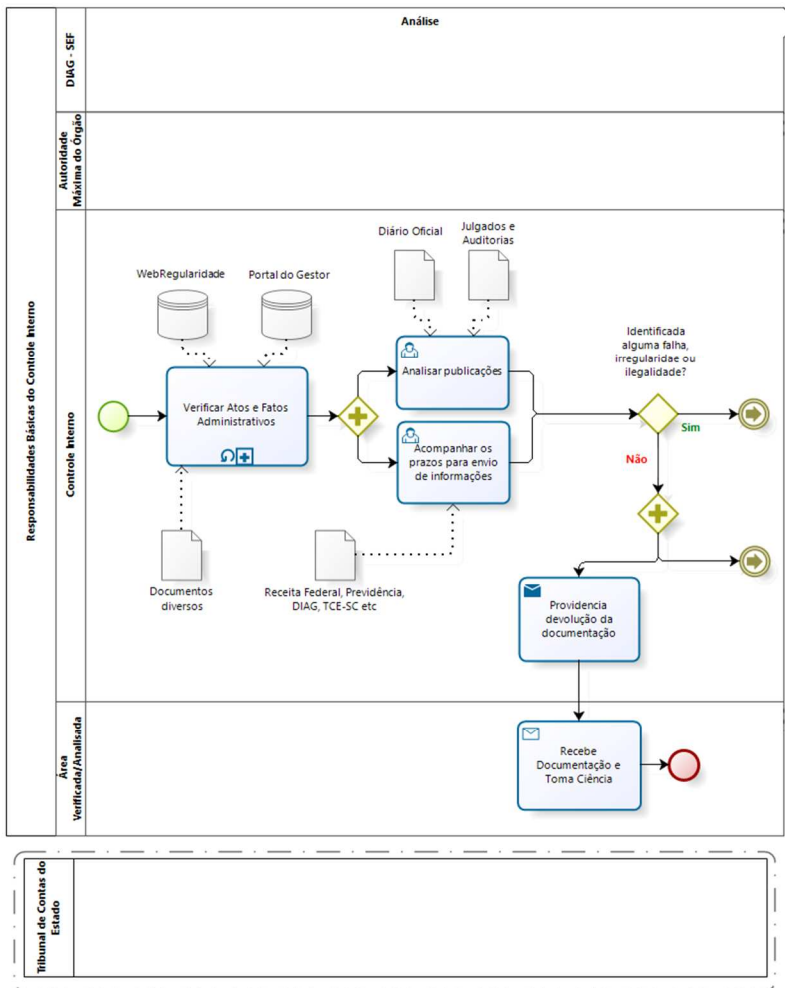 Análise
Responsabilidades Básicas do Controle Interno
DIAG - SEF
Autoridade
Máxima do Órgão
Controle Interno
Diário Oficial
Julgados e
Auditorias
WebRegularidade
Portal do Gestor
Identificada
alguma falha,
irregularidae ou
ilegalidade?
Analisar publicações
Verificar Atos e Fatos
Administrativos
Sim
Acompanhar os
prazos para envio
de informações
Não
Documentos
diversos
Receita Federal, Previdência,
DIAG, TCE-SC etc
Providencia
devolução da
documentação
Área
Verificada/Analisada
Recebe
Documentação e
Toma Ciência
Tribunal de Contas do
Estado